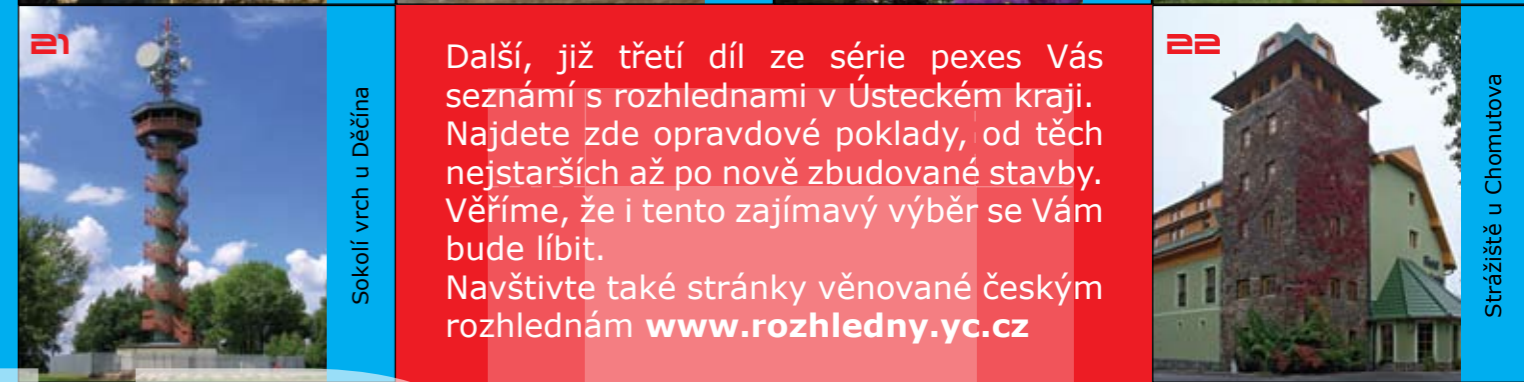 21
Sokolí vrch u Děčína
Další, již třetí díl ze série pexes Vás
seznámí s rozhlednami v Ústeckém kraji.
Najdete zde opravdové poklady, od těch
nejstarších až po nově zbudované stavby.
Věříme, že i tento zajímavý výběr se Vám
bude líbit.
Navštivte také stránky věnované českým
rozhlednám www.rozhledny.yc.cz
22
Strážiště u Chomutova